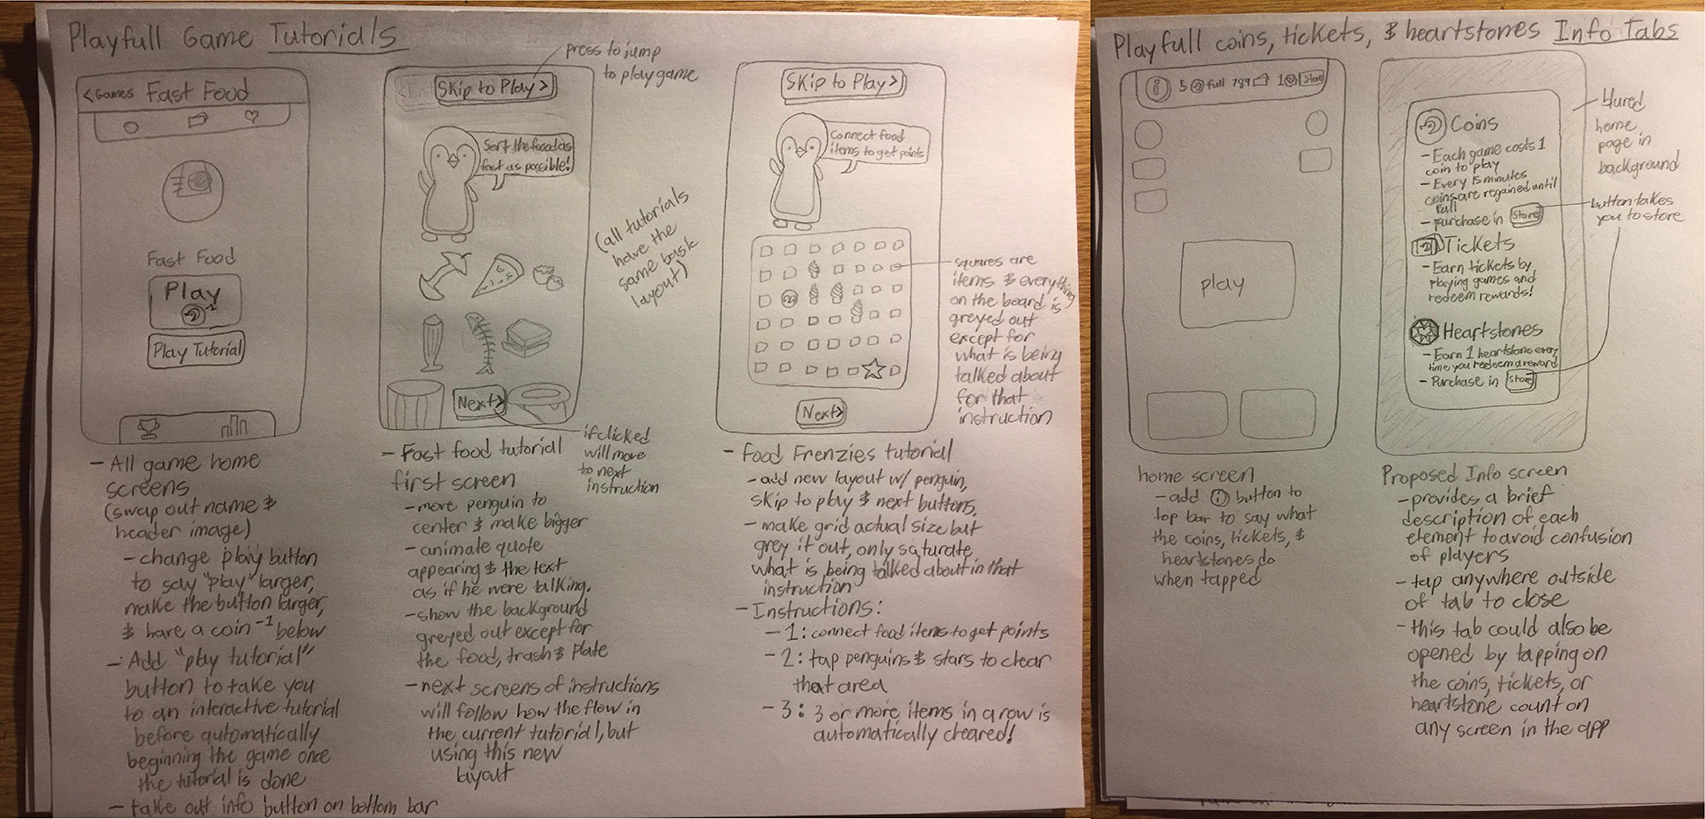 Playfull Game Tutorials
<Games Fast Food
Fast Food
Play
-1
Play Tutorial
- All game home
screens
(swap out name &
header image)
- change play button
to say "play" larger,
make the button larger,
& have a coin -1 below
- Add "play tutorial"
button to take you
to an interactive tutorial
before automatically
beginning the game once
the tutorial is done
- take out info button on bottom bar
Skip to Play >
press to jump
to play game
Sort the food as
fast as possible!
Next>
if clicked
will move
to next
instruction
(all tutorials
have the
same bask
layout)
- Fast food tutorial
first screen
- move penguin to
center & make bigger
- animate quote
appearing & the text
as if he were talking.
- show the background
greyed out except for
the food, trash & plate
- next screens of instructions
will follow how the flow in
the current tutorial, but
using this new
layout
Skip to Play >
Connect food
items to get points
squares are
items & everything
on the board is
greyed out
except for
what is being
talked about
for that
instruction
Next>
- Food Frenzies tutorial
- add new layout w/ penguin,
skip to play & next buttons,
- make grid actual size but
grey it out, only saturate
what is being talked about in that
instruction
- Instructions:
- 1: connect food items to get points
- 2: tap penguins & stars to clear
that area
- 3: 3 or more items in a row is
automatically cleared!
Playfull coins, tickets, & heartstones Info Tabs
i 5 full 789 1 Store
play
home screen
- add i button to
top bar to say what
the coins, tickets, &
heartstones do
when tapped
Coins
- Each game costs 1
coin to play
- Every 15 minutes
coins are regained until
full
- purchase in Store
Tickets
- Earn tickets by
playing games and
redeem rewards!
Heartstones
- Earn 1 heartstone every
time you redeem a reward
- Purchase in Store
blured
home
page in
background
button takes
you to store
Proposed Info screen
- provides a brief
description of each
element to avoid confusion
of players
- tap anywhere outside
of tab to close
- this tab could also be
opened by tapping on
the coins, tickets, or
heartstone count on
any screen in the app